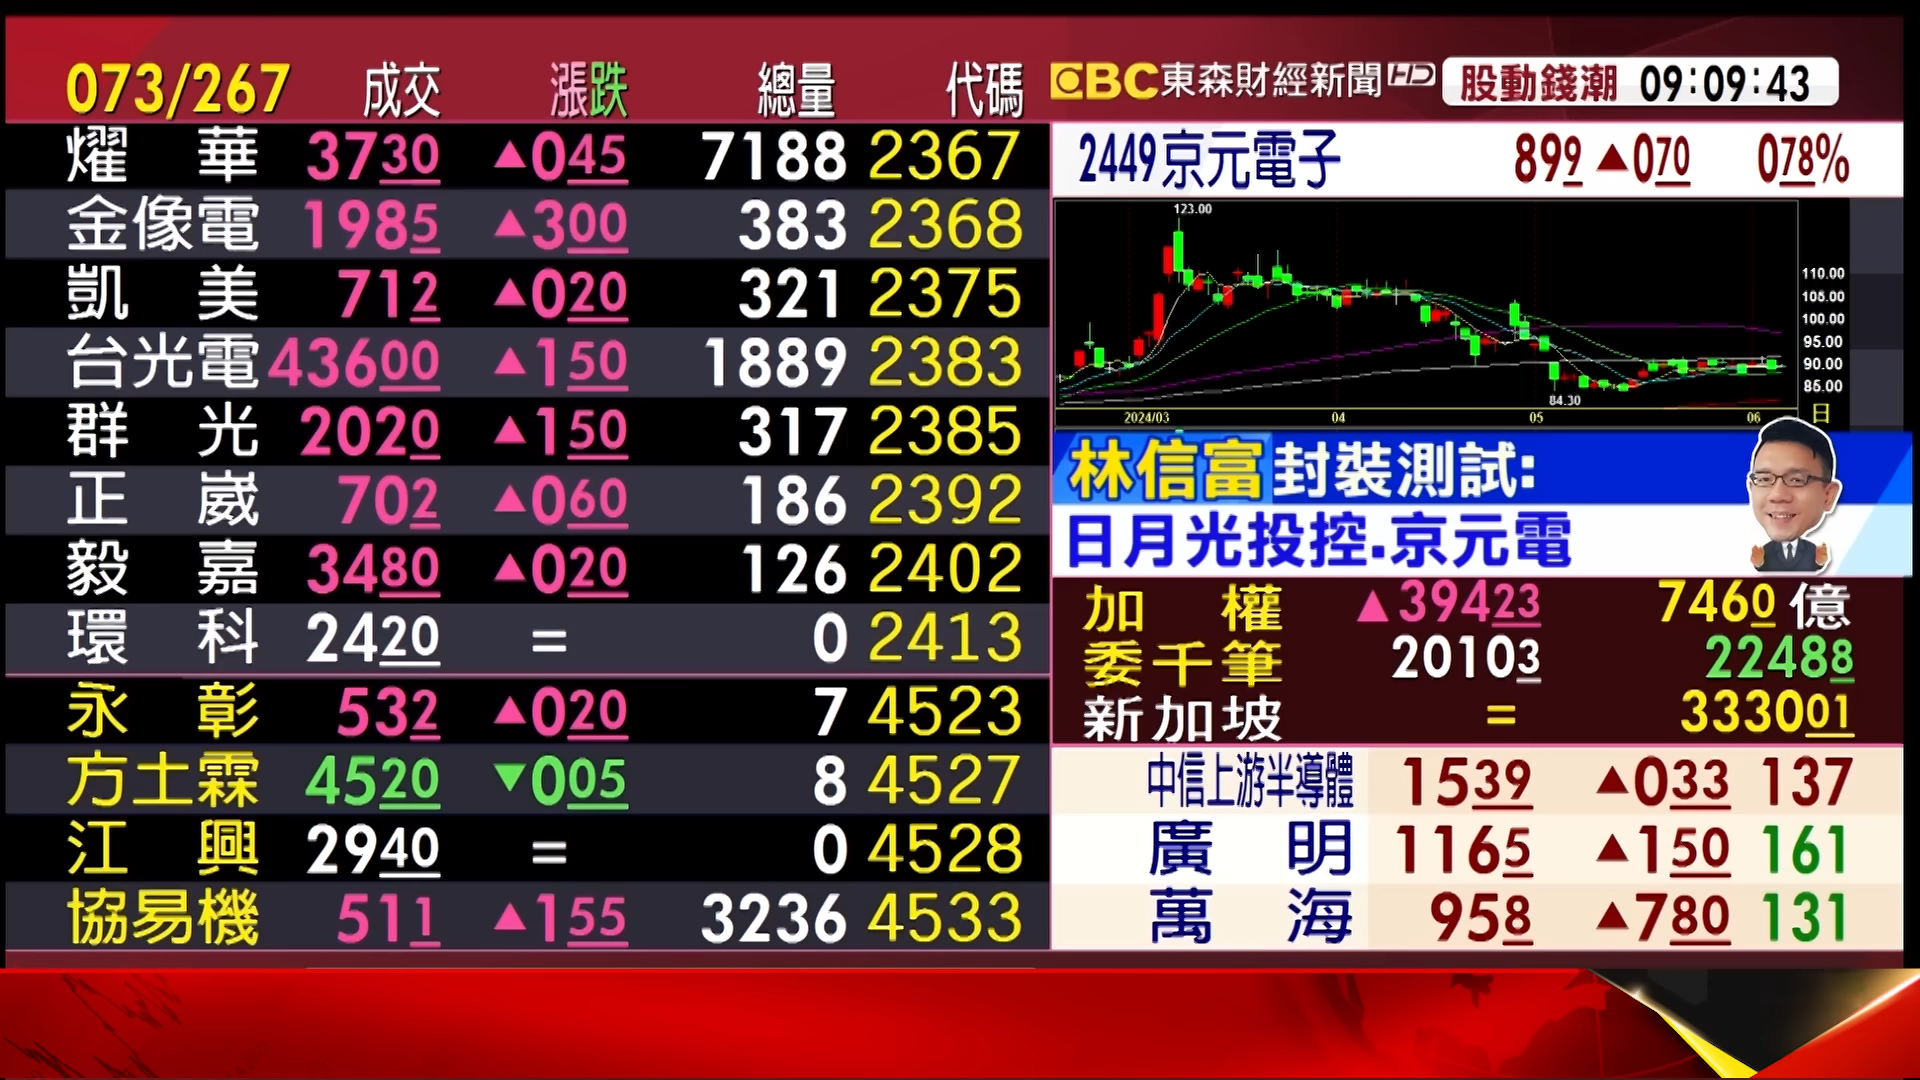 073/267 成交 漲跌 總量 代碼
燿華 3730 ▲045 7188 2367
金像電 1985 ▲300 383 2368
凱美 712 ▲020 321 2375
台光電 43600 ▲150 1889 2383
群光 2020 ▲150 317 2385
正崴 702 ▲060 186 2392
毅嘉 3480 ▲020 126 2402
環科 2420 = 0 2413
永彰 532 ▲020 7 4523
方土霖 4520 ▼005 8 4527
江興 2940 = 0 4528
協易機 511 ▲155 3236 4533
EBC東森財經新聞HD 股動錢潮 09:09:43
2449京元電子 899 ▲070 078%
123.00
110.00
105.00
100.00
95.00
90.00
85.00
84.30
2024/03 04 05 06 日
林信富 封裝測試:
日月光投控.京元電
加權 ▲39423 7460億
委千筆 20103 22488
新加坡 = 333001
中信上游半導體 1539 ▲033 137
廣明 1165 ▲150 161
萬海 958 ▲780 131